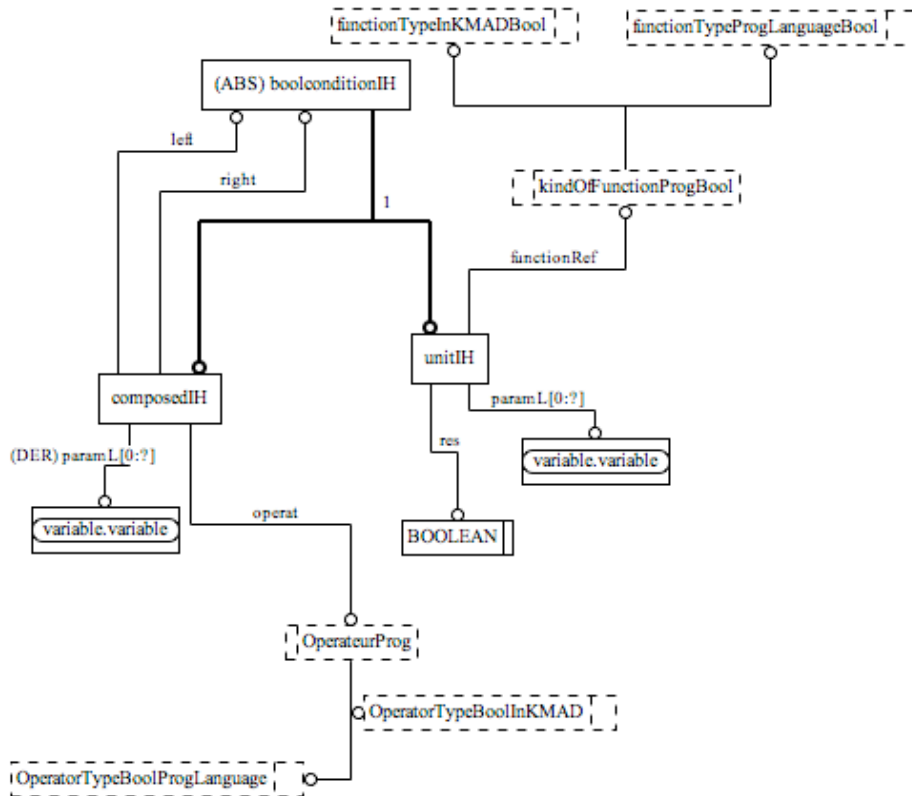 functionTypeInKMADBool
functionTypeProgLanguageBool
(ABS) boolconditionIH
left
right
kindOfFunctionProgBool
1
functionRef
unitIH
composedIH
paramL[0:?]
res
(DER) paramL[0:?]
variable.variable
operat
variable.variable
BOOLEAN
OperateurProg
OperatorTypeBoolInKMAD
OperatorTypeBoolProgLanguage